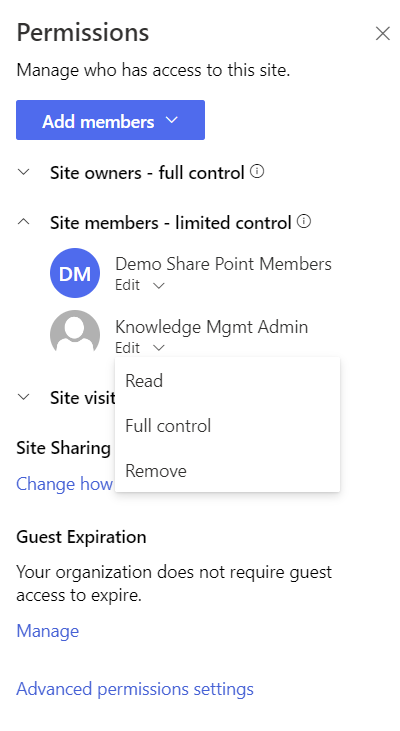 Permissions
Manage who has access to this site.
Add members
Site owners - full control
Site members - limited control
DM
Demo Share Point Members
Edit
Knowledge Mgmt Admin
Edit
Read
Full control
Remove
Site
Site Sharing
Change how
Guest Expiration
Your organization does not require guest
access to expire.
Manage
Advanced permissions settings